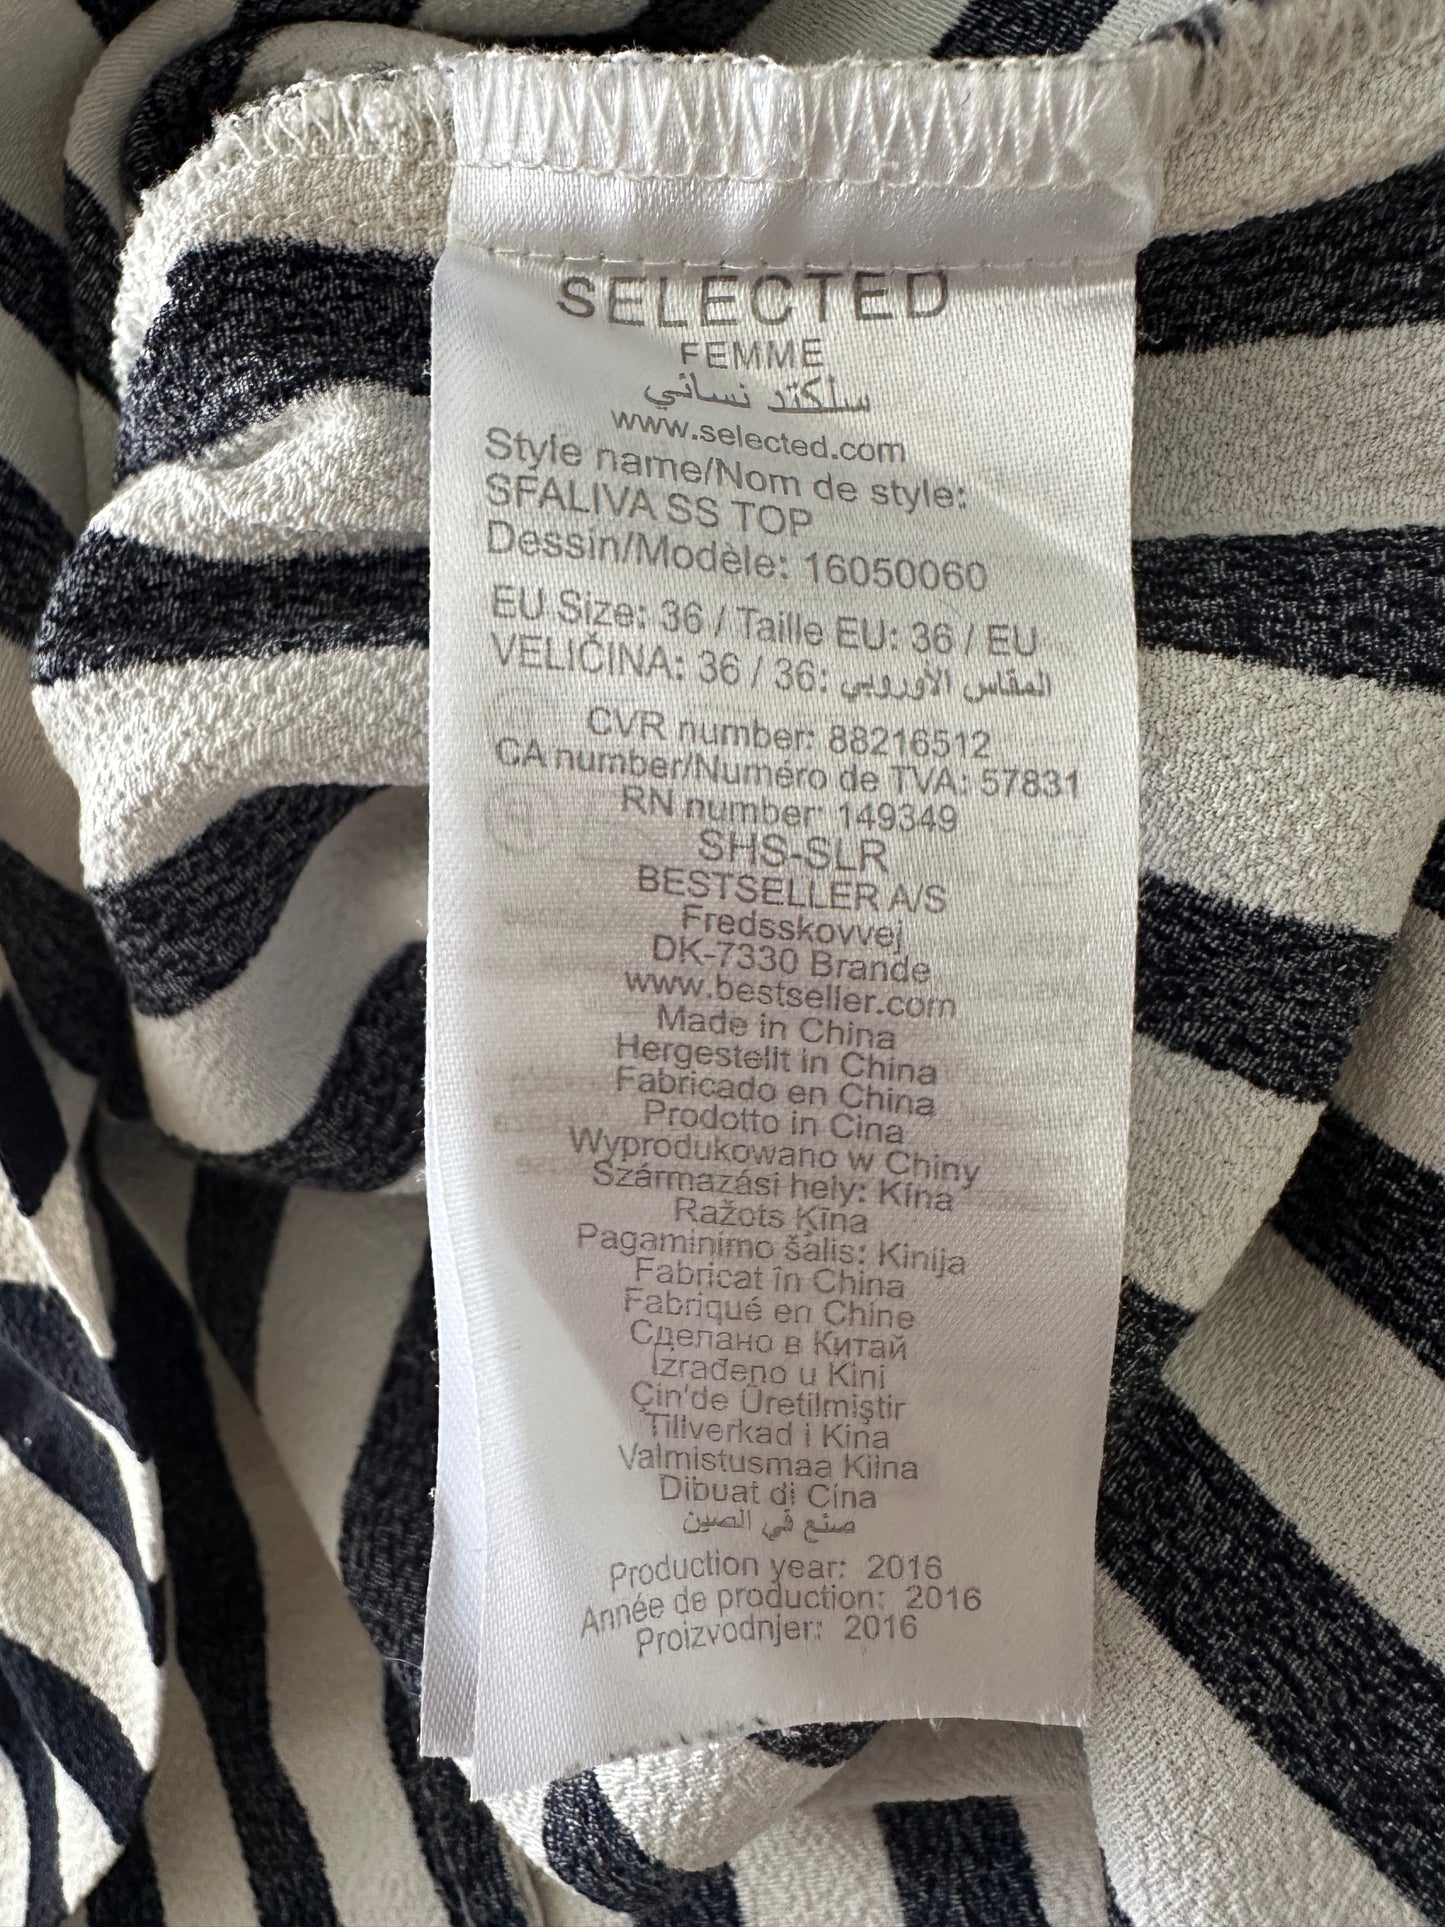 SELECTED
FEMME
سلكتد نسائي
www.selected.com
Style name/Nom de style:
SFALIVA SS TOP
Dessin/Modèle: 16050060
EU Size: 36 / Taille EU: 36 / EU
VELIČINA: 36 / 36: المقاس الأوروبي
CVR number: 88216512
CA number/Numéro de TVA: 57831
RN number: 149349
SHS-SLR
BESTSELLER A/S
Fredsskovvej
DK-7330 Brande
www.bestseller.com
Made in China
Hergestellt in China
Fabricado en China
Prodotto in Cina
Wyprodukowano w Chiny
Származási hely: Kína
Ražots Ķīna
Pagaminimo šalis: Kinija
Fabricat în China
Fabriqué en Chine
Сделано в Китай
Izrađeno u Kini
Çin'de Üretilmiştir
Tillverkad i Kina
Valmistusmaa Kiina
Dibuat di Cina
صنع في الصين
Production year: 2016
Année de production: 2016
Proizvodnjer: 2016